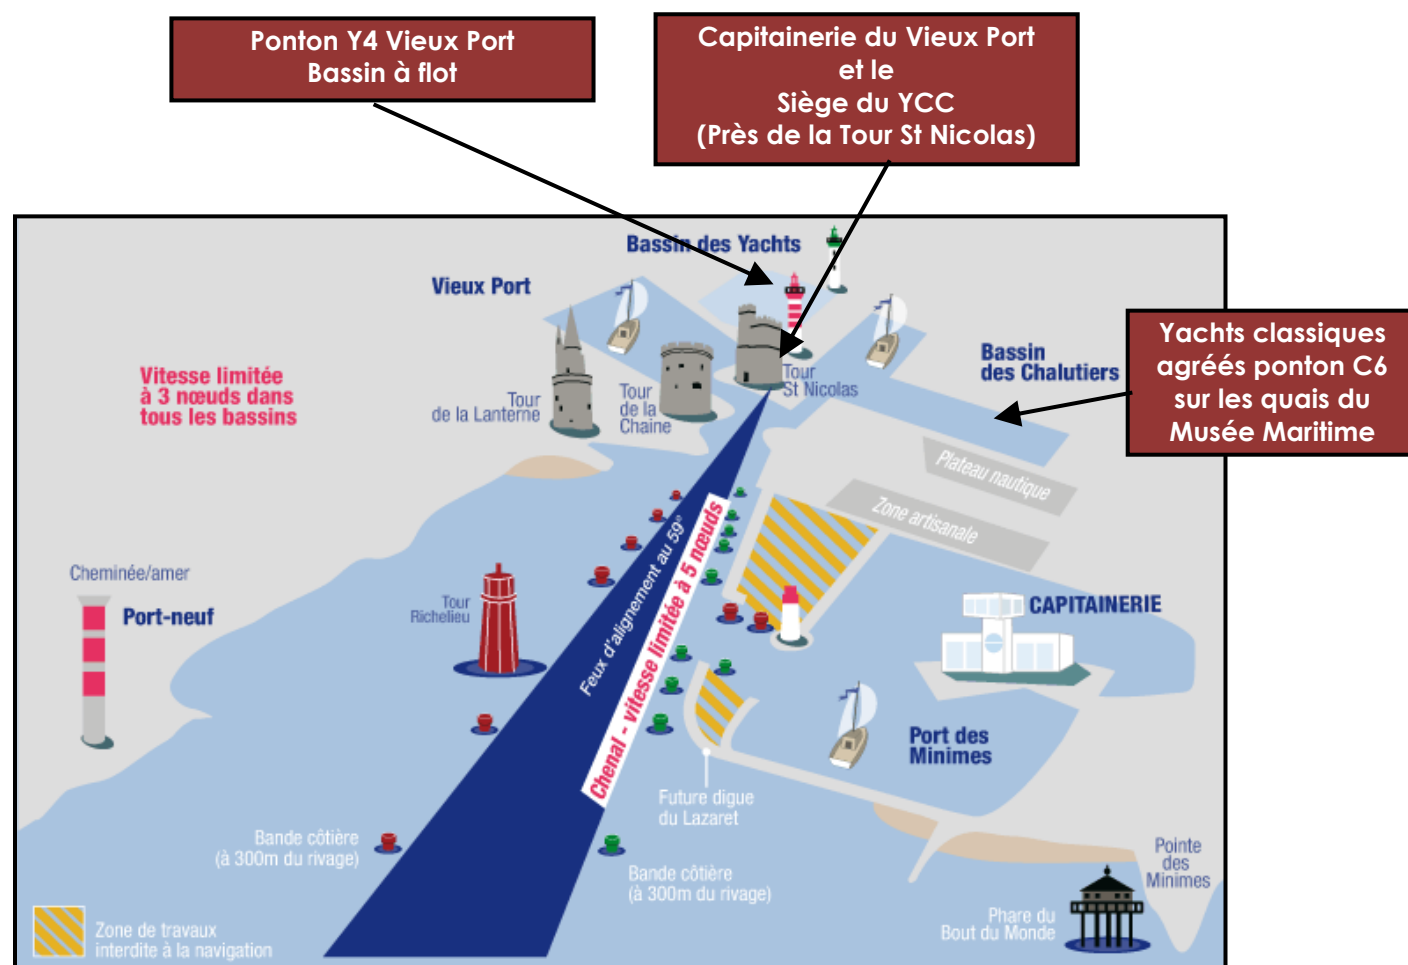 Ponton Y4 Vieux Port
Bassin à flot
Capitainerie du Vieux Port
et le
Siège du YCC
(Près de la Tour St Nicolas)
Bassin des Yachts
Vieux Port
Yachts classiques
agréés ponton C6
sur les quais du
Musée Maritime
Bassin
des Chalutiers
Vitesse limitée
à 3 nœuds dans
tous les bassins
Tour
de la Lanterne
Tour
de la
Chaine
Tour
St Nicolas
Plateau nautique
Zone artisanale
Feux d'alignement au 59°
Chenal - vitesse limitée à 5 nœuds
Cheminée/amer
Port-neuf
Tour
Richelieu
CAPITAINERIE
Port des
Minimes
Future digue
du Lazaret
Bande côtière
(à 300m du rivage)
Bande côtière
(à 300m du rivage)
Pointe
des
Minimes
Phare du
Bout du Monde
Zone de travaux
interdite à la navigation